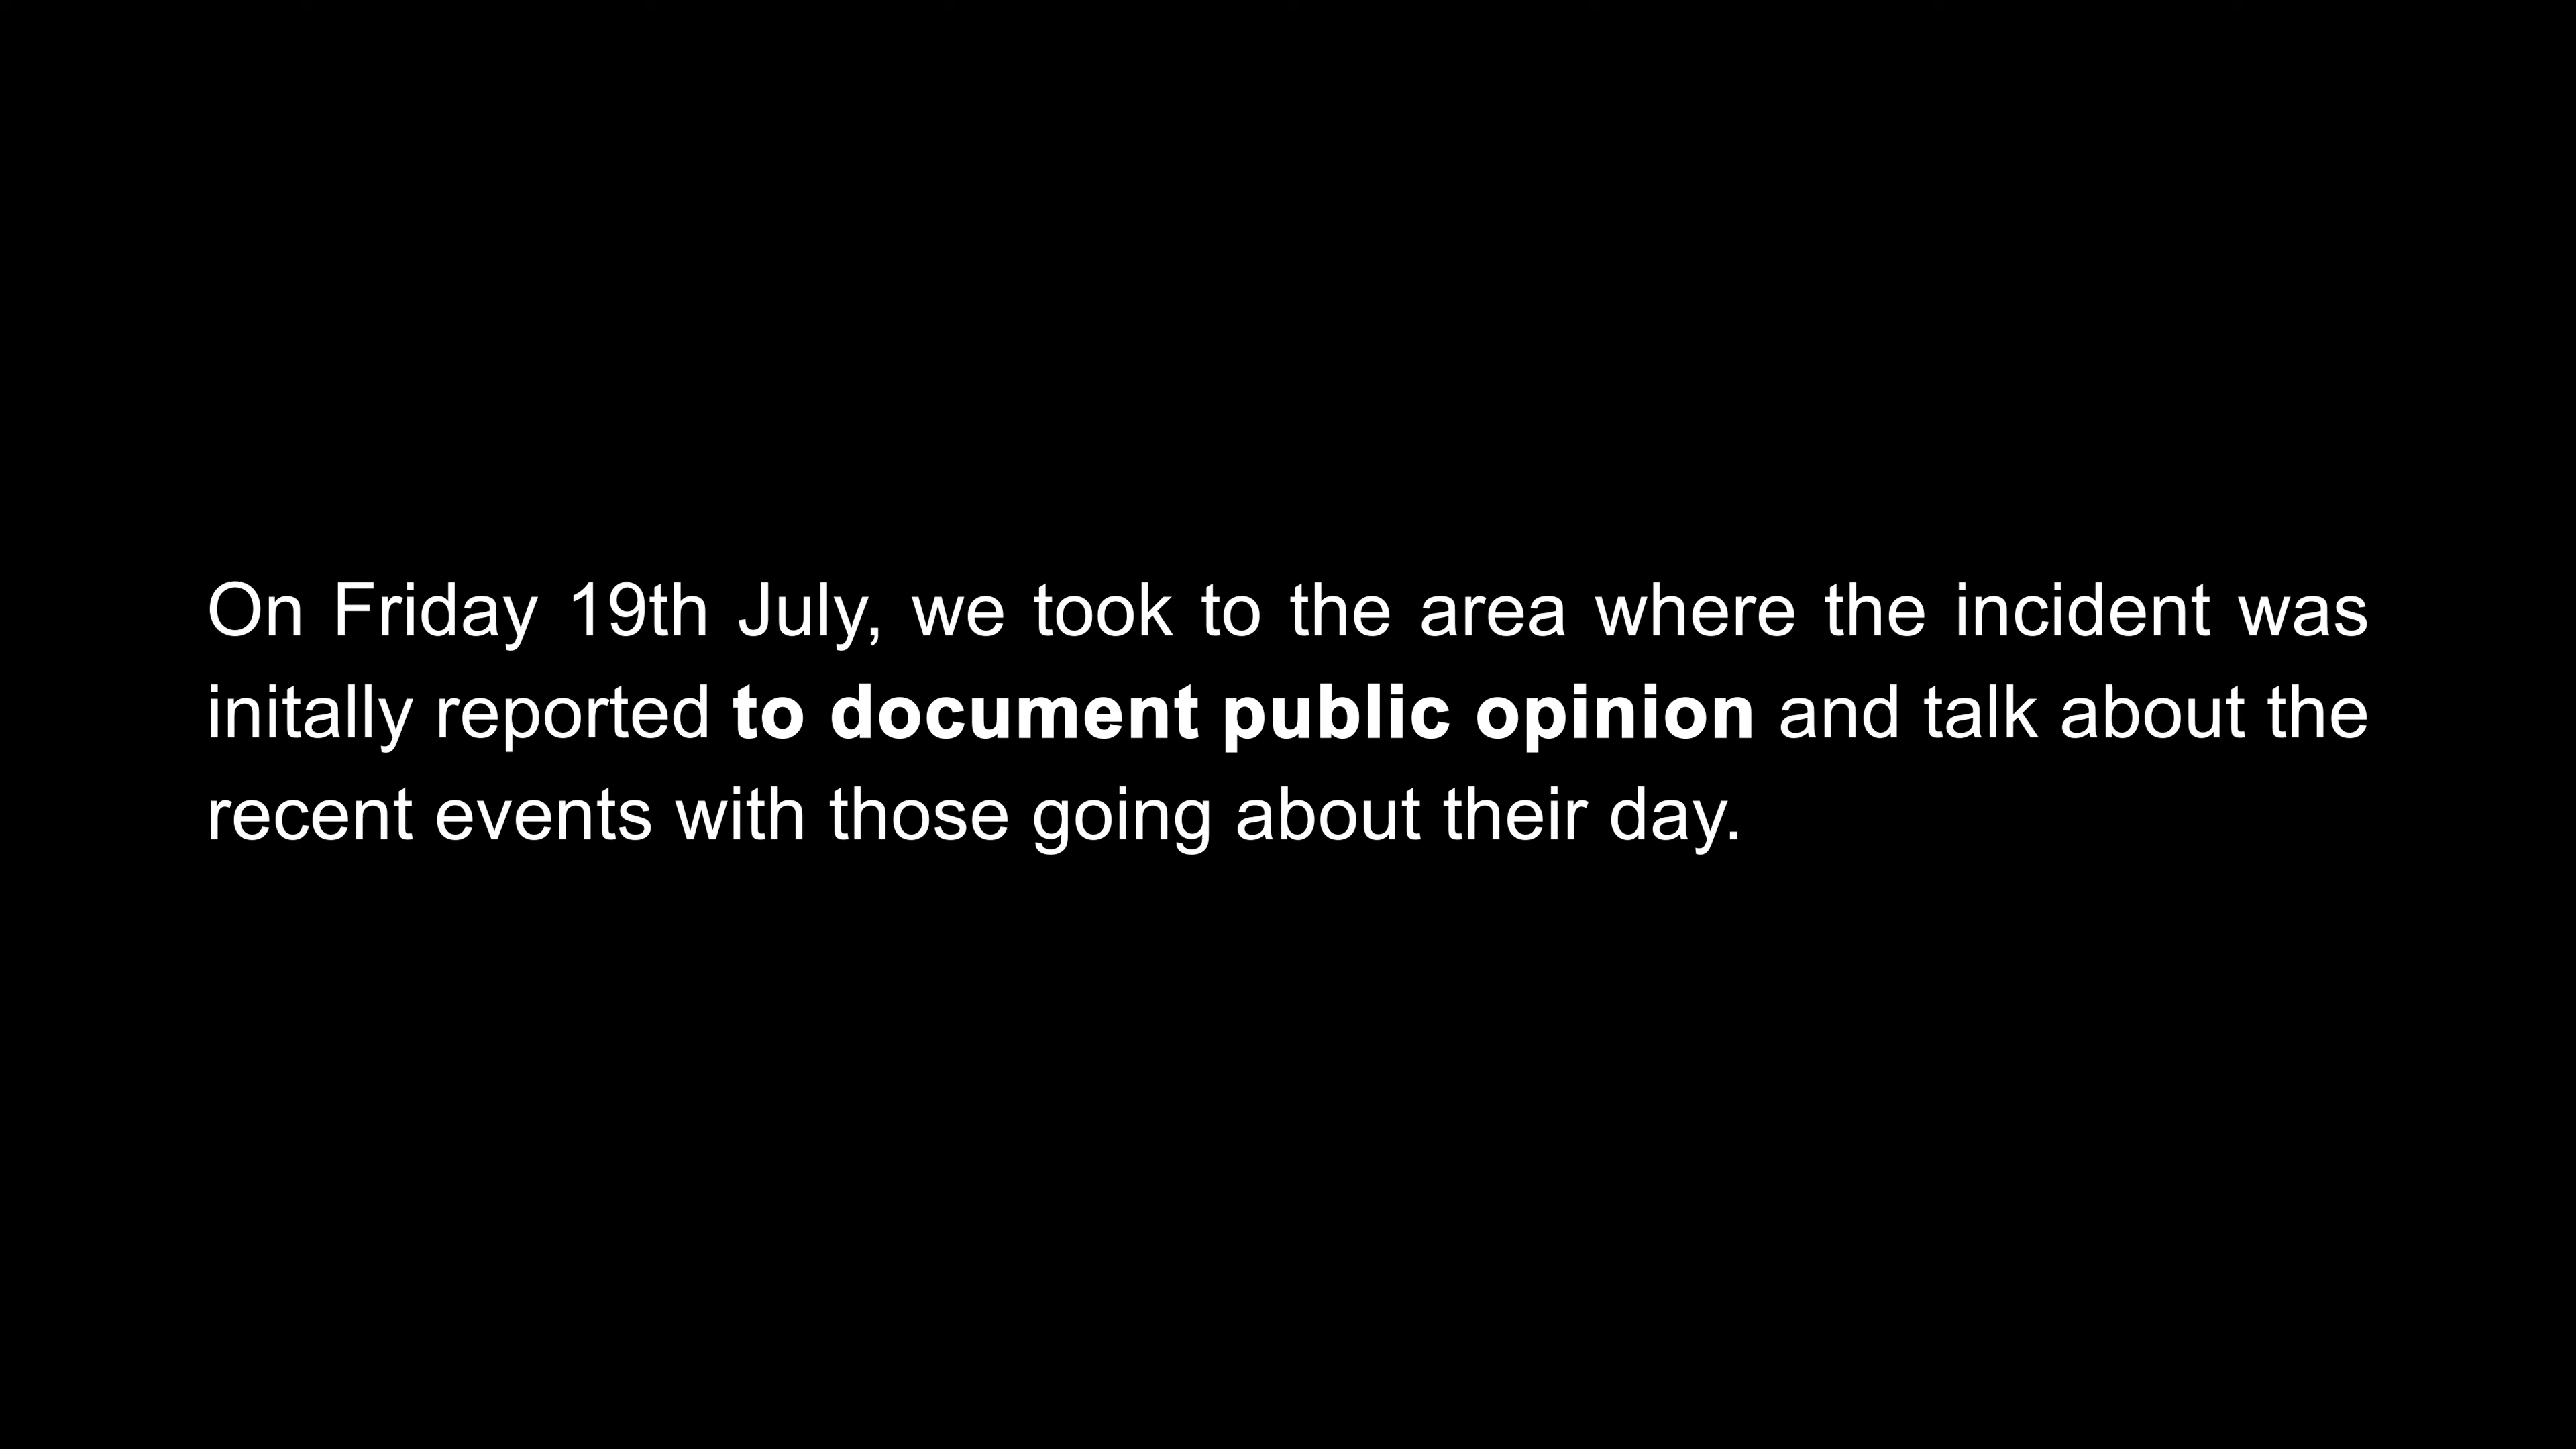 On Friday 19th July, we took to the area where the incident was
initally reported to document public opinion and talk about the
recent events with those going about their day.